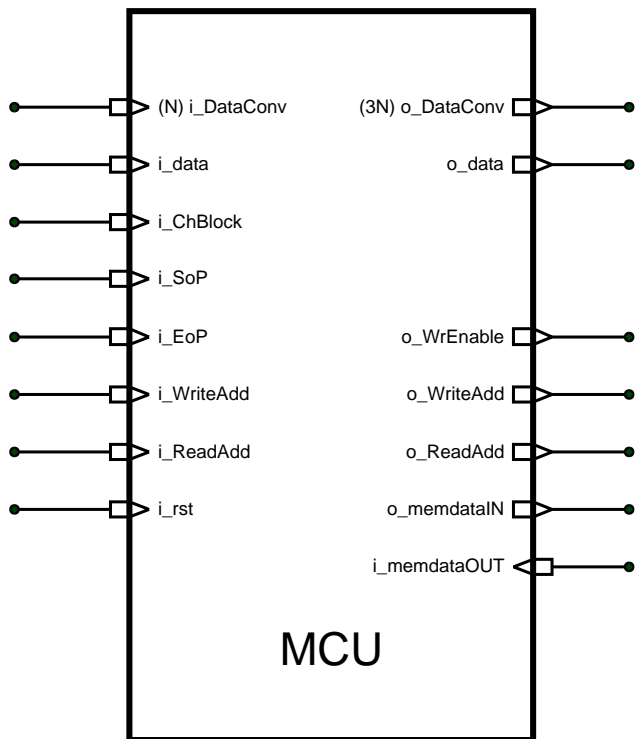 (N) i_DataConv (3N) o_DataConv
i_data o_data
i_ChBlock
i_SoP
i_EoP o_WrEnable
i_WriteAdd o_WriteAdd
i_ReadAdd o_ReadAdd
i_rst o_memdataIN
i_memdataOUT
MCU